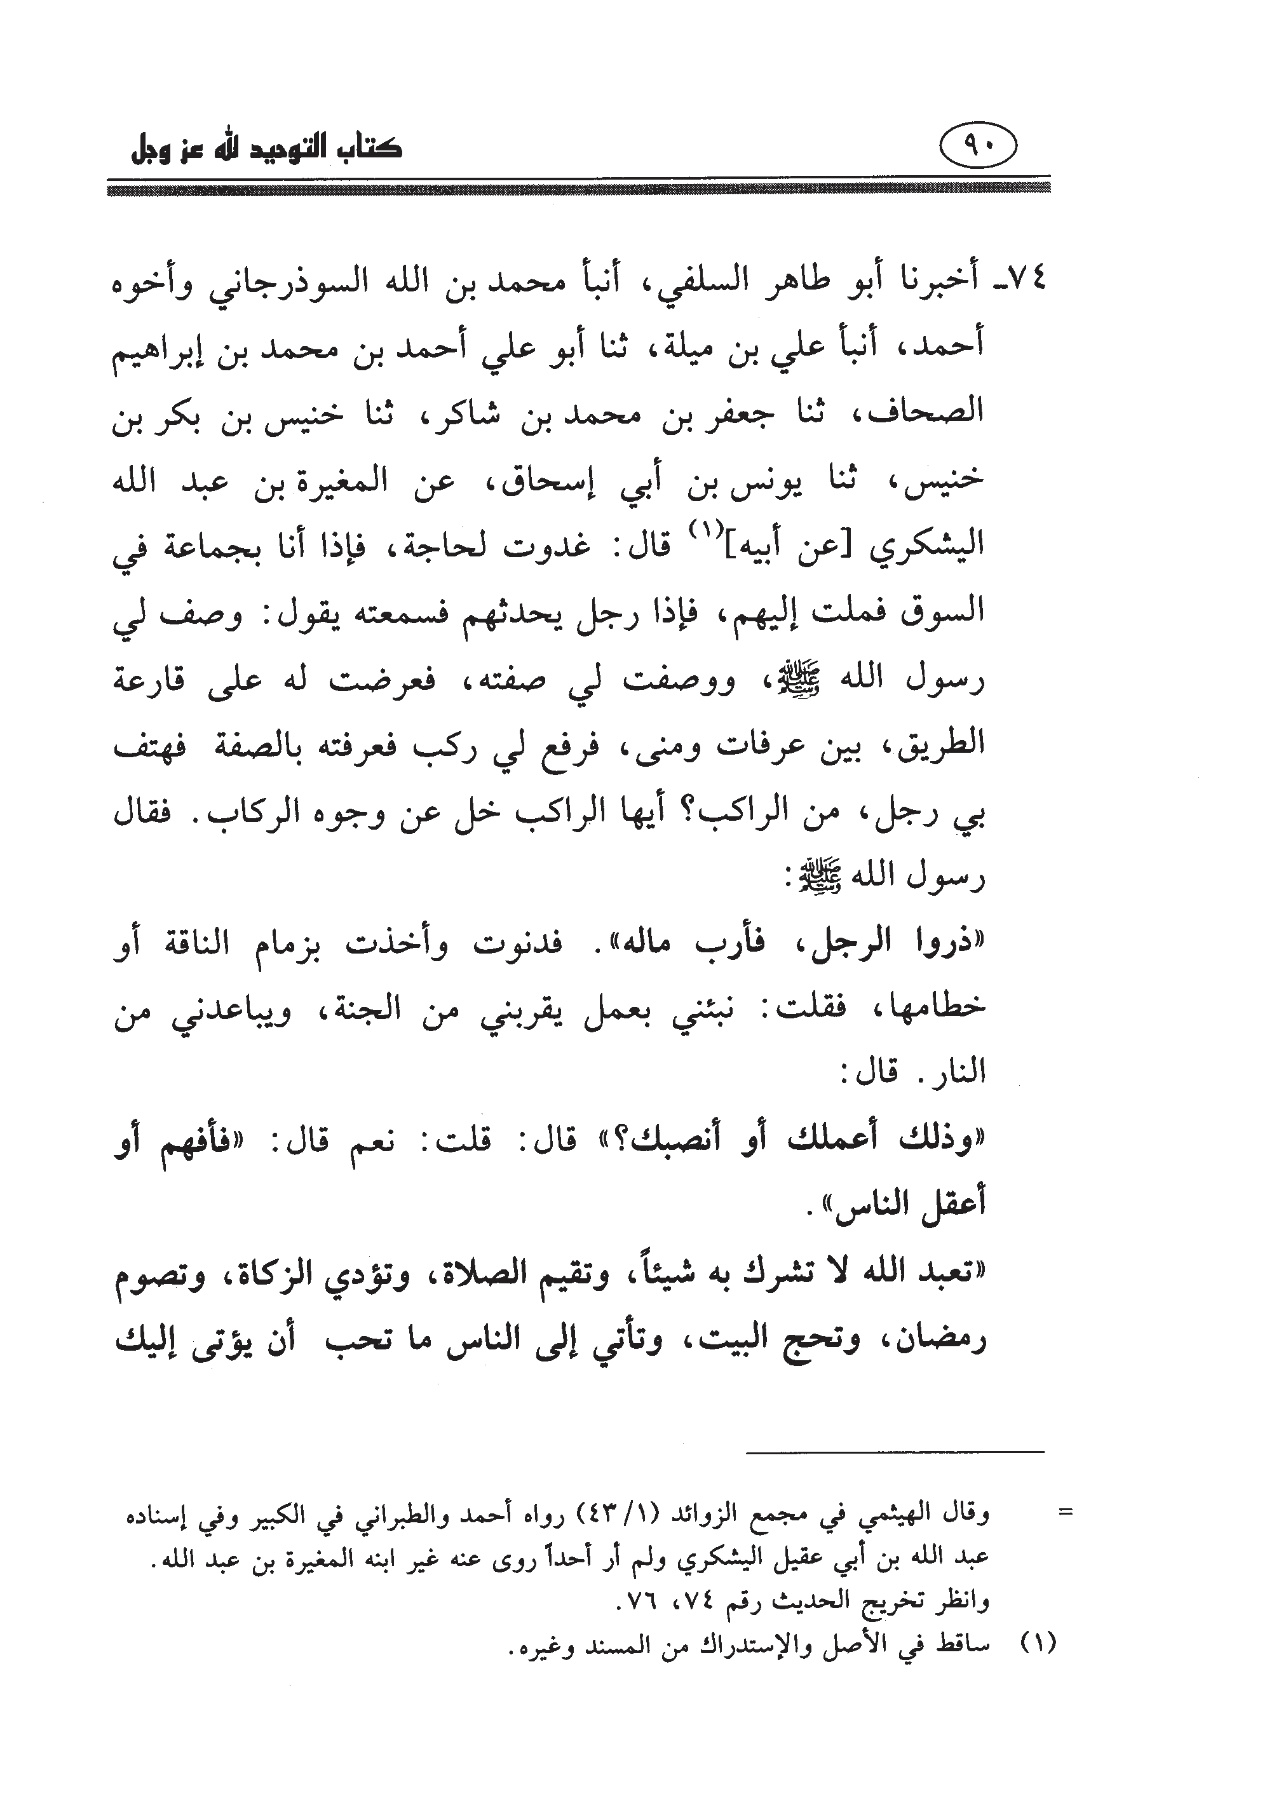 ٩٠
كتاب التوحيد لله عز وجل
٧٤ـ أخبرنا أبو طاهر السلفي، أنبأ محمد بن الله السوذرجاني وأخوه
أحمد، أنبأ علي بن ميلة، ثنا أبو علي أحمد بن محمد بن إبراهيم
الصحاف، ثنا جعفر بن محمد بن شاكر، ثنا خنيس بن بكر بن
خنيس، ثنا يونس بن أبي إسحاق، عن المغيرة بن عبد الله
اليشكري [عن أبيه](١) قال: غدوت لحاجة، فإذا أنا بجماعة في
السوق فملت إليهم، فإذا رجل يحدثهم فسمعته يقول: وصف لي
رسول الله ﷺ، ووصفت لي صفته، فعرضت له على قارعة
الطريق، بين عرفات ومنى، فرفع لي ركب فعرفته بالصفة فهتف
بي رجل، من الراكب؟ أيها الراكب خل عن وجوه الركاب. فقال
رسول الله ﷺ:
«ذروا الرجل، فأرب ماله». فدنوت وأخذت بزمام الناقة أو
خطامها، فقلت: نبئني بعمل يقربني من الجنة، ويباعدني من
النار. قال:
«وذلك أعملك أو أنصبك؟» قال: قلت: نعم قال: «فأفهم أو
أعقل الناس».
«تعبد الله لا تشرك به شيئاً، وتقيم الصلاة، وتؤدي الزكاة، وتصوم
رمضان، وتحج البيت، وتأتي إلى الناس ما تحب أن يؤتى إليك
= وقال الهيثمي في مجمع الزوائد (١/ ٤٣) رواه أحمد والطبراني في الكبير وفي إسناده
عبد الله بن أبي عقيل اليشكري ولم أر أحداً روى عنه غير ابنه المغيرة بن عبد الله.
وانظر تخريج الحديث رقم ٧٤، ٧٦.
(١) ساقط في الأصل والإستدراك من المسند وغيره.